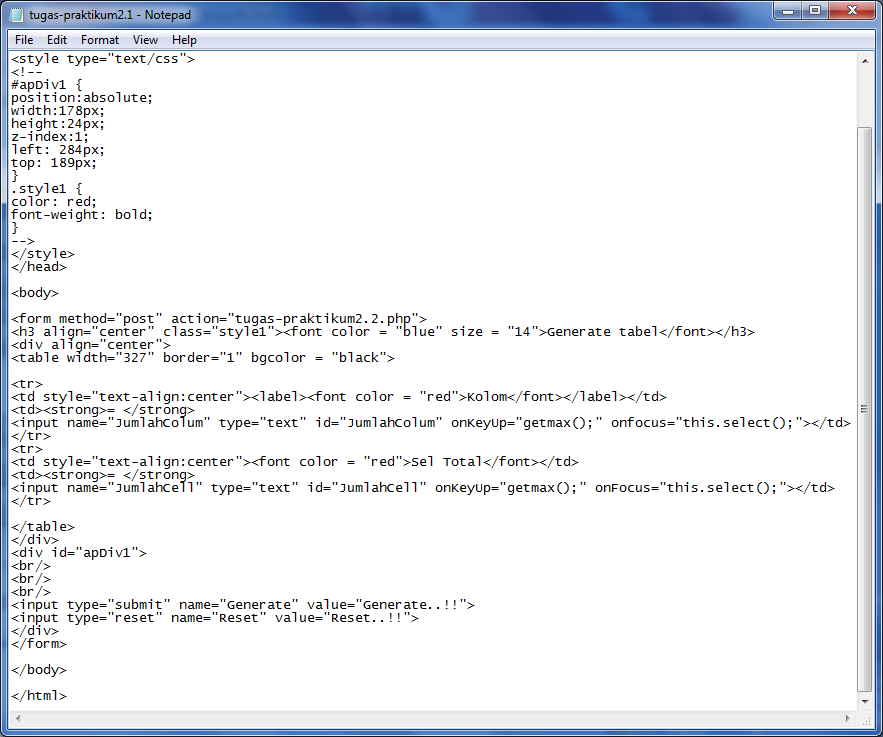 tugas-praktikum2.1 - Notepad
File Edit Format View Help
<style type="text/css">
<!--
#apDiv1 {
position:absolute;
width:178px;
height:24px;
z-index:1;
left: 284px;
top: 189px;
}
.style1 {
color: red;
font-weight: bold;
}
-->
</style>
</head>

<body>

<form method="post" action="tugas-praktikum2.2.php">
<h3 align="center" class="style1"><font color = "blue" size = "14">Generate tabel</font></h3>
<div align="center">
<table width="327" border="1" bgcolor = "black">

<tr>
<td style="text-align:center"><label><font color = "red">Kolom</font></label></td>
<td><strong>= </strong>
<input name="JumlahColum" type="text" id="JumlahColum" onKeyUp="getmax();" onfocus="this.select();"></td>
</tr>
<tr>
<td style="text-align:center"><font color = "red">Sel Total</font></td>
<td><strong>= </strong>
<input name="JumlahCell" type="text" id="JumlahCell" onKeyUp="getmax();" onFocus="this.select();"></td>
</tr>

</table>
</div>
<div id="apDiv1">
<br/>
<br/>
<br/>
<input type="submit" name="Generate" value="Generate..!!">
<input type="reset" name="Reset" value="Reset..!!">
</div>
</form>

</body>

</html>